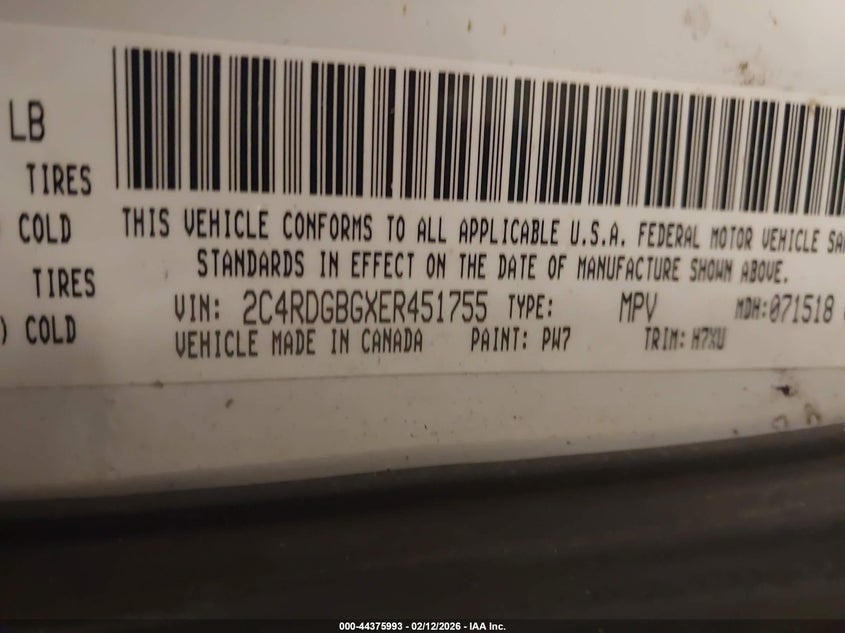 LB
TIRES
COLD
TIRES
) COLD
THIS VEHICLE CONFORMS TO ALL APPLICABLE U.S.A. FEDERAL MOTOR VEHICLE SA
STANDARDS IN EFFECT ON THE DATE OF MANUFACTURE SHOWN ABOVE.
VIN: 2C4RDGBGXER451755 TYPE: MPV MDH:071518
VEHICLE MADE IN CANADA PAINT: PW7 TRIM: H7XU
000-44375993 - 02/12/2026 - IAA Inc.